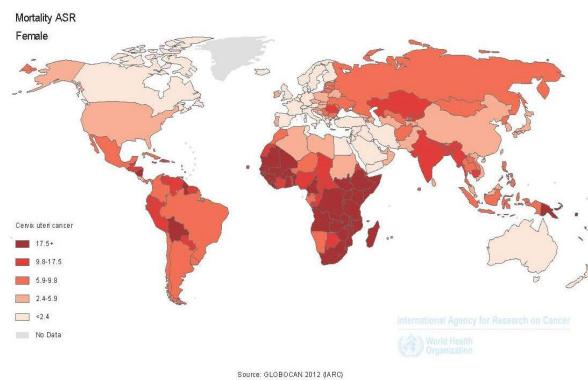 Mortality ASR
Female
Cervix uteri cancer
17.5+
9.8-17.5
5.9-9.8
2.4-5.9
<2.4
No Data
International Agency for Research on Cancer
World Health
Organization
Source: GLOBOCAN 2012 (IARC)